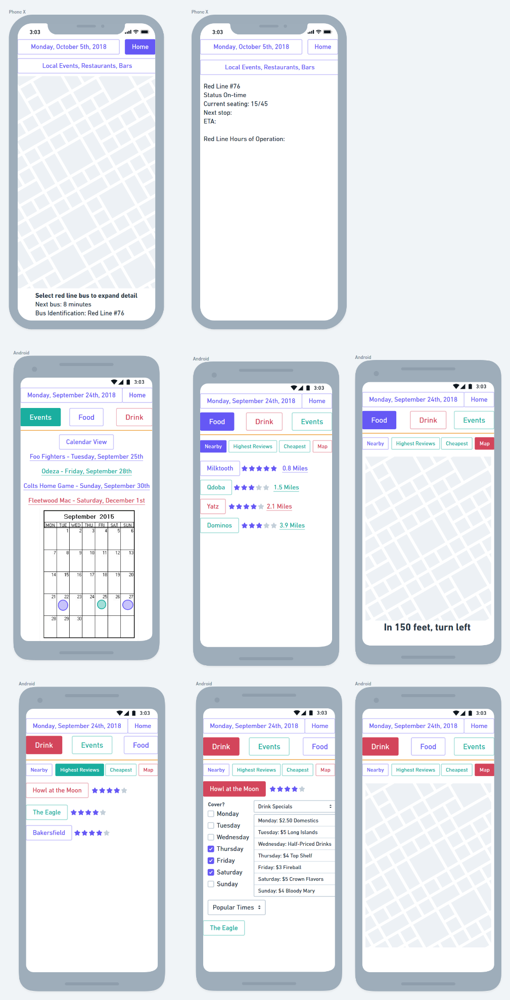 Phone X
3:03
Monday, October 5th, 2018
Home
Local Events, Restaurants, Bars
Select red line bus to expand detail
Next bus: 8 minutes
Bus Identification: Red Line #76
Phone X
3:03
Monday, October 5th, 2018
Home
Local Events, Restaurants, Bars
Red Line #76
Status On-time
Current seating: 15/45
Next stop:
ETA:
Red Line Hours of Operation:
Android
3:03
Monday, September 24th, 2018
Home
Events
Food
Drink
Calendar View
Foo Fighters - Tuesday, September 25th
Odeza - Friday, September 28th
Colts Home Game - Sunday, September 30th
Fleetwood Mac - Saturday, December 1st
September 2015
MON TUE WED THU FRI SAT SUN
1 2 3 4 5 6
7 8 9 10 11 12 13
14 15 16 17 18 19 20
21 22 23 24 25 26 27
28 29 30
Android
3:03
Monday, September 24th, 2018
Home
Food
Drink
Events
Nearby
Highest Reviews
Cheapest
Map
Milktooth
0.8 Miles
Qdoba
1.5 Miles
Yatz
2.1 Miles
Dominos
3.9 Miles
Android
3:03
Monday, September 24th, 2018
Home
Food
Drink
Events
Nearby
Highest Reviews
Cheapest
Map
In 150 feet, turn left
Android
3:03
Monday, September 24th, 2018
Home
Drink
Events
Food
Nearby
Highest Reviews
Cheapest
Map
Howl at the Moon
The Eagle
Bakersfield
Android
3:03
Monday, September 24th, 2018
Home
Drink
Events
Food
Nearby
Highest Reviews
Cheapest
Map
Howl at the Moon
Cover?
Monday
Tuesday
Wednesday
Thursday
Friday
Saturday
Sunday
Drink Specials
Monday: $2.50 Domestics
Tuesday: $5 Long Islands
Wednesday: Half-Priced Drinks
Thursday: $4 Top Shelf
Friday: $3 Fireball
Saturday: $5 Crown Flavors
Sunday: $4 Bloody Mary
Popular Times
The Eagle
Android
3:03
Monday, September 24th, 2018
Home
Drink
Food
Events
Nearby
Highest Reviews
Cheapest
Map